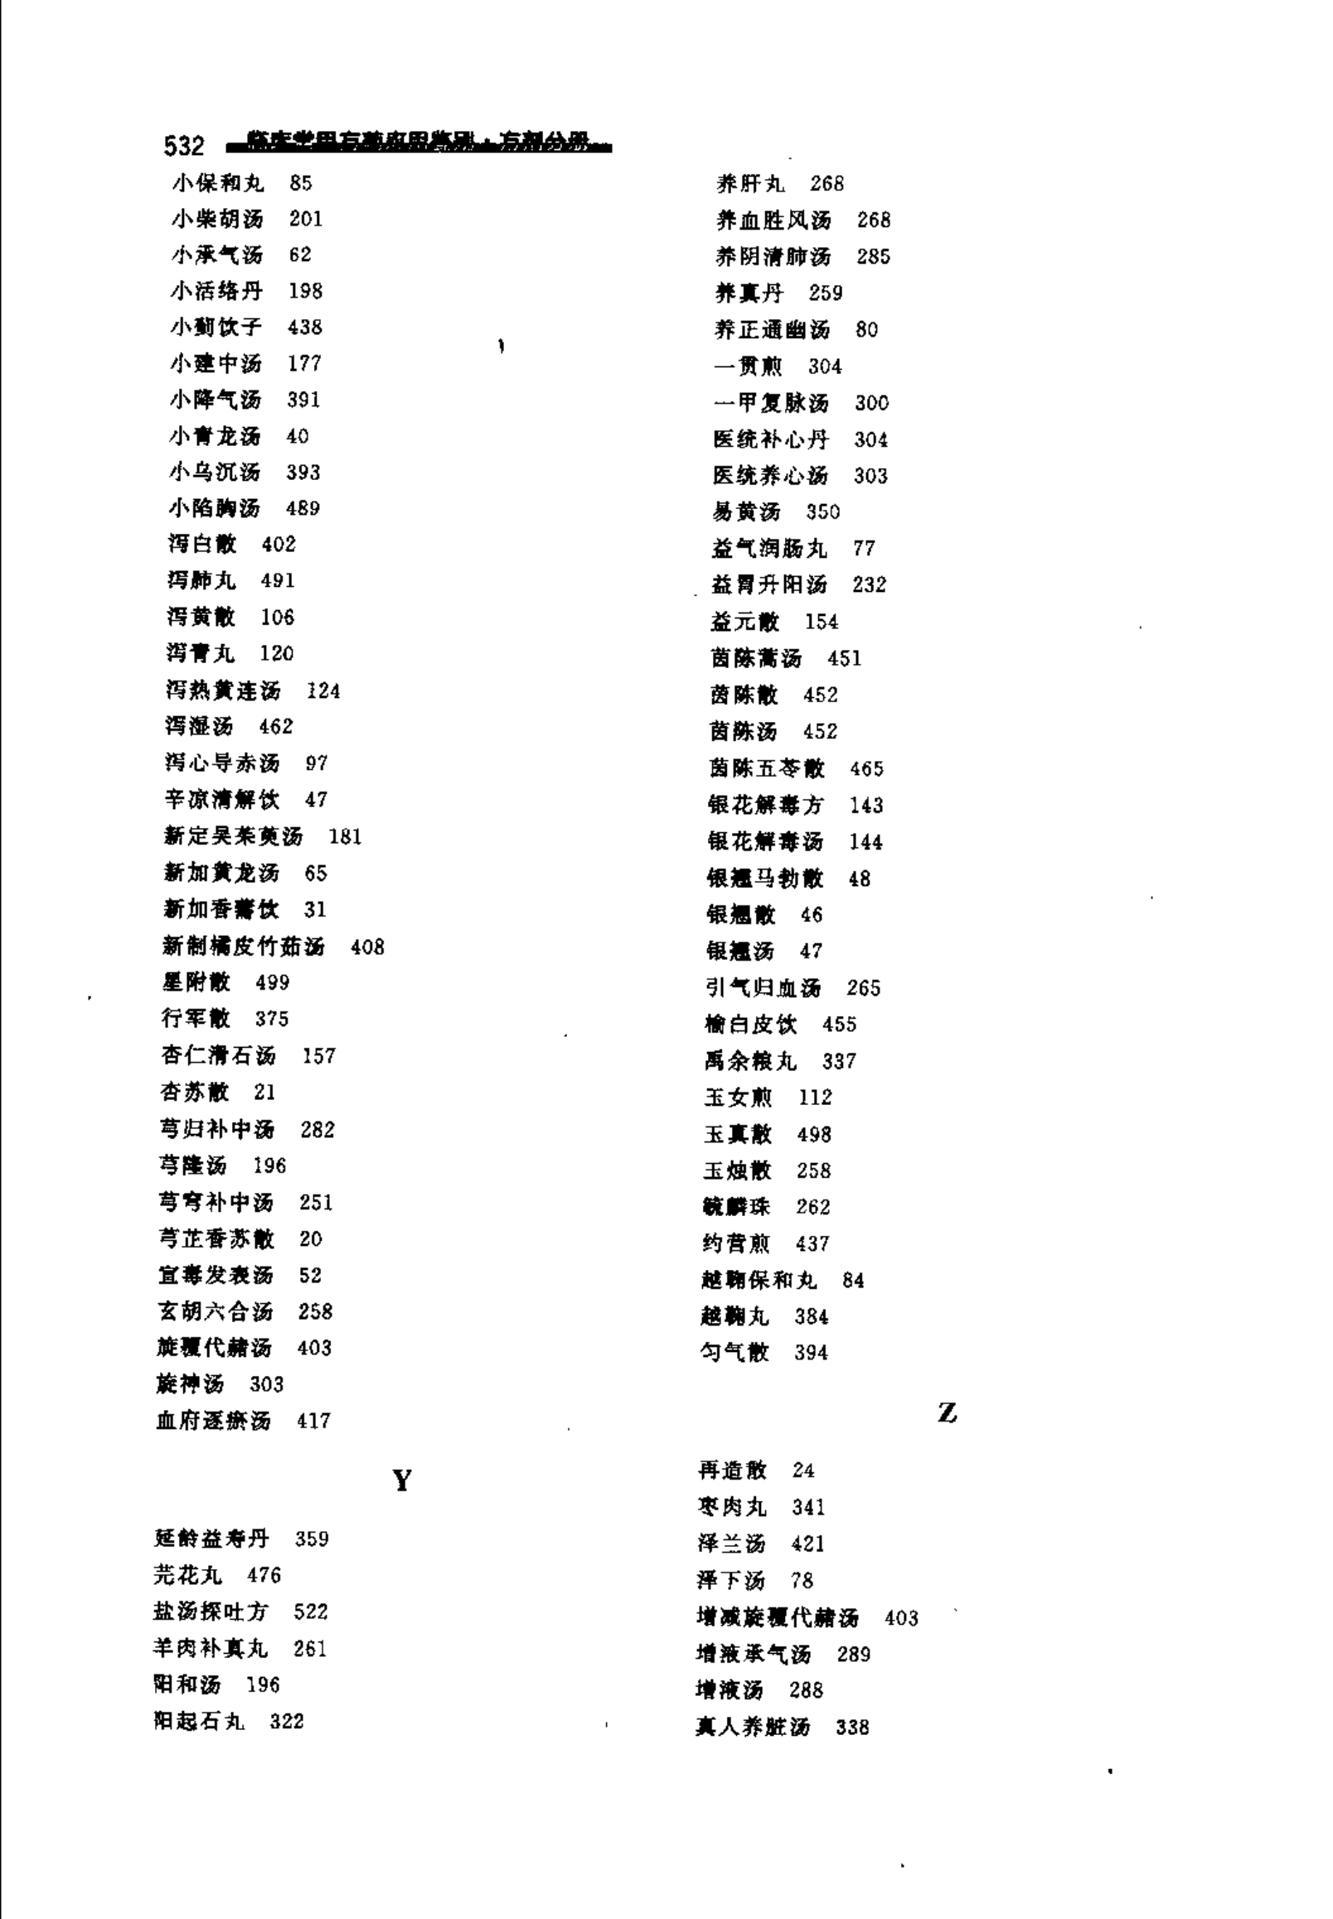 532 临床常用方药应用鉴别·方剂分册
小保和丸 85
小柴胡汤 201
小承气汤 62
小活络丹 198
小蓟饮子 438
小建中汤 177
小降气汤 391
小青龙汤 40
小乌沉汤 393
小陷胸汤 489
泻白散 402
泻肺丸 491
泻黄散 106
泻青丸 120
泻热黄连汤 124
泻湿汤 462
泻心导赤汤 97
辛凉清解饮 47
新定吴茱萸汤 181
新加黄龙汤 65
新加香薷饮 31
新制橘皮竹茹汤 408
星附散 499
行军散 375
杏仁滑石汤 157
杏苏散 21
芎归补中汤 282
芎隆汤 196
芎穹补中汤 251
芎芷香苏散 20
宣毒发表汤 52
玄胡六合汤 258
旋覆代赭汤 403
旋神汤 303
血府逐瘀汤 417
Y
延龄益寿丹 359
芫花丸 476
盐汤探吐方 522
羊肉补真丸 261
阳和汤 196
阳起石丸 322
养肝丸 268
养血胜风汤 268
养阴清肺汤 285
养真丹 259
养正通幽汤 80
一贯煎 304
一甲复脉汤 300
医统补心丹 304
医统养心汤 303
易黄汤 350
益气润肠丸 77
益胃升阳汤 232
益元散 154
茵陈蒿汤 451
茵陈散 452
茵陈汤 452
茵陈五苓散 465
银花解毒方 143
银花解毒汤 144
银翘马勃散 48
银翘散 46
银翘汤 47
引气归血汤 265
榆白皮饮 455
禹余粮丸 337
玉女煎 112
玉真散 498
玉烛散 258
毓麟珠 262
约营煎 437
越鞠保和丸 84
越鞠丸 384
匀气散 394
Z
再造散 24
枣肉丸 341
泽兰汤 421
泽下汤 78
增减旋覆代赭汤 403
增液承气汤 289
增液汤 288
真人养脏汤 338